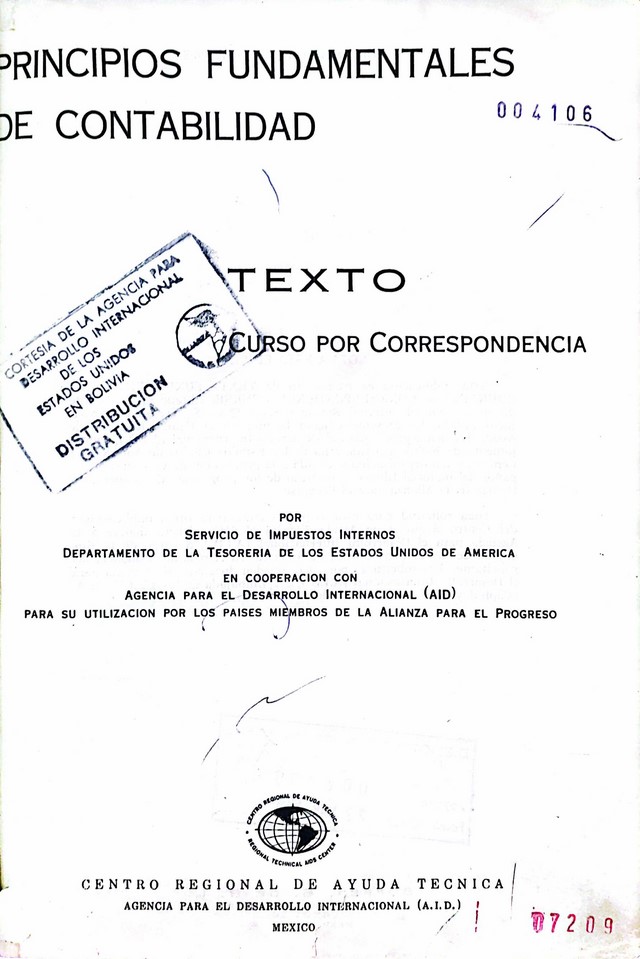 PRINCIPIOS FUNDAMENTALES
DE CONTABILIDAD
004106
TEXTO
CURSO POR CORRESPONDENCIA
CORTESIA DE LA AGENCIA PARA
DESARROLLO INTERNACIONAL
DE LOS
ESTADOS UNIDOS
EN BOLIVIA
DISTRIBUCION
GRATUITA
POR
SERVICIO DE IMPUESTOS INTERNOS
DEPARTAMENTO DE LA TESORERIA DE LOS ESTADOS UNIDOS DE AMERICA
EN COOPERACION CON
AGENCIA PARA EL DESARROLLO INTERNACIONAL (AID)
PARA SU UTILIZACION POR LOS PAISES MIEMBROS DE LA ALIANZA PARA EL PROGRESO
CENTRO REGIONAL DE AYUDA TECNICA
REGIONAL TECHNICAL AIDS CENTER
CENTRO REGIONAL DE AYUDA TECNICA
AGENCIA PARA EL DESARROLLO INTERNACIONAL (A.I.D.)
MEXICO
07209